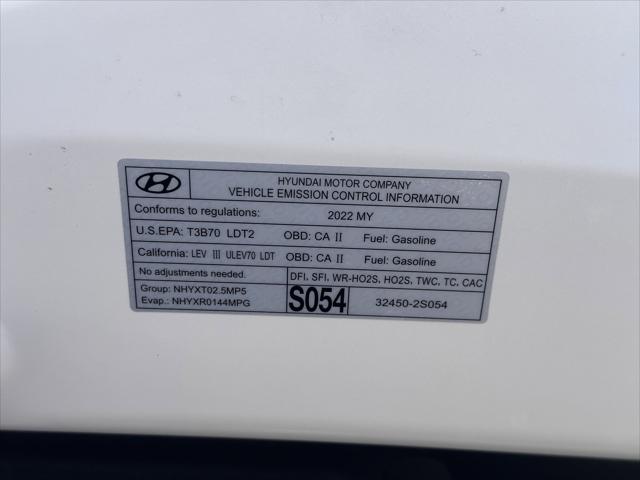 HYUNDAI MOTOR COMPANY
VEHICLE EMISSION CONTROL INFORMATION
Conforms to regulations: 2022 MY
U.S.EPA: T3B70 LDT2 OBD: CA II Fuel: Gasoline
California: LEV III ULEV70 LDT OBD: CA II Fuel: Gasoline
No adjustments needed. DFI, SFI, WR-HO2S, HO2S, TWC, TC, CAC
Group: NHYXT02.5MP5
Evap.: NHYXR0144MPG
S054 32450-2S054